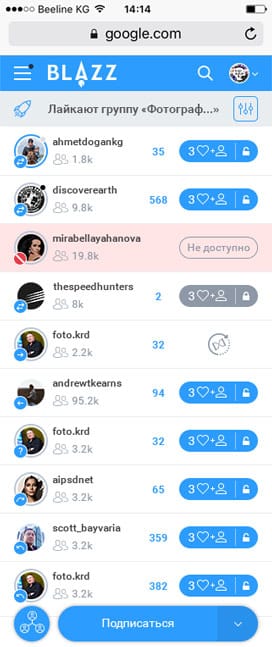 Beeline KG 14:14
google.com
BLAZZ
Лайкают группу «Фотограф...»
ahmetdogankg
1.8k 35 3 +
discoverearth
9.8k 568 3 +
mirabellayahanova
19.8k Не доступно
thespeedhunters
8k 2 3 +
foto.krd
2.2k 32
andrewtkearns
95.2k 94 3 +
foto.krd
3.2k 32 3 +
aipsdnet
3.2k 65 3 +
scott_bayvaria
3.2k 359 3 +
foto.krd
3.2k 382 3 +
Подписаться